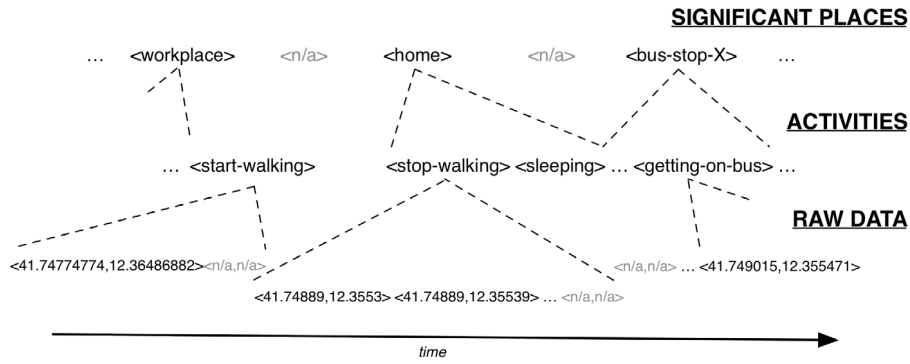 SIGNIFICANT PLACES
... <workplace> <n/a> <home> <n/a> <bus-stop-X> ...
ACTIVITIES
... <start-walking> <stop-walking> <sleeping> ... <getting-on-bus> ...
RAW DATA
<41.74774774,12.36486882><n/a,n/a> <n/a,n/a> ... <41.749015,12.355471>
<41.74889,12.3553> <41.74889,12.35539> ... <n/a,n/a>
time